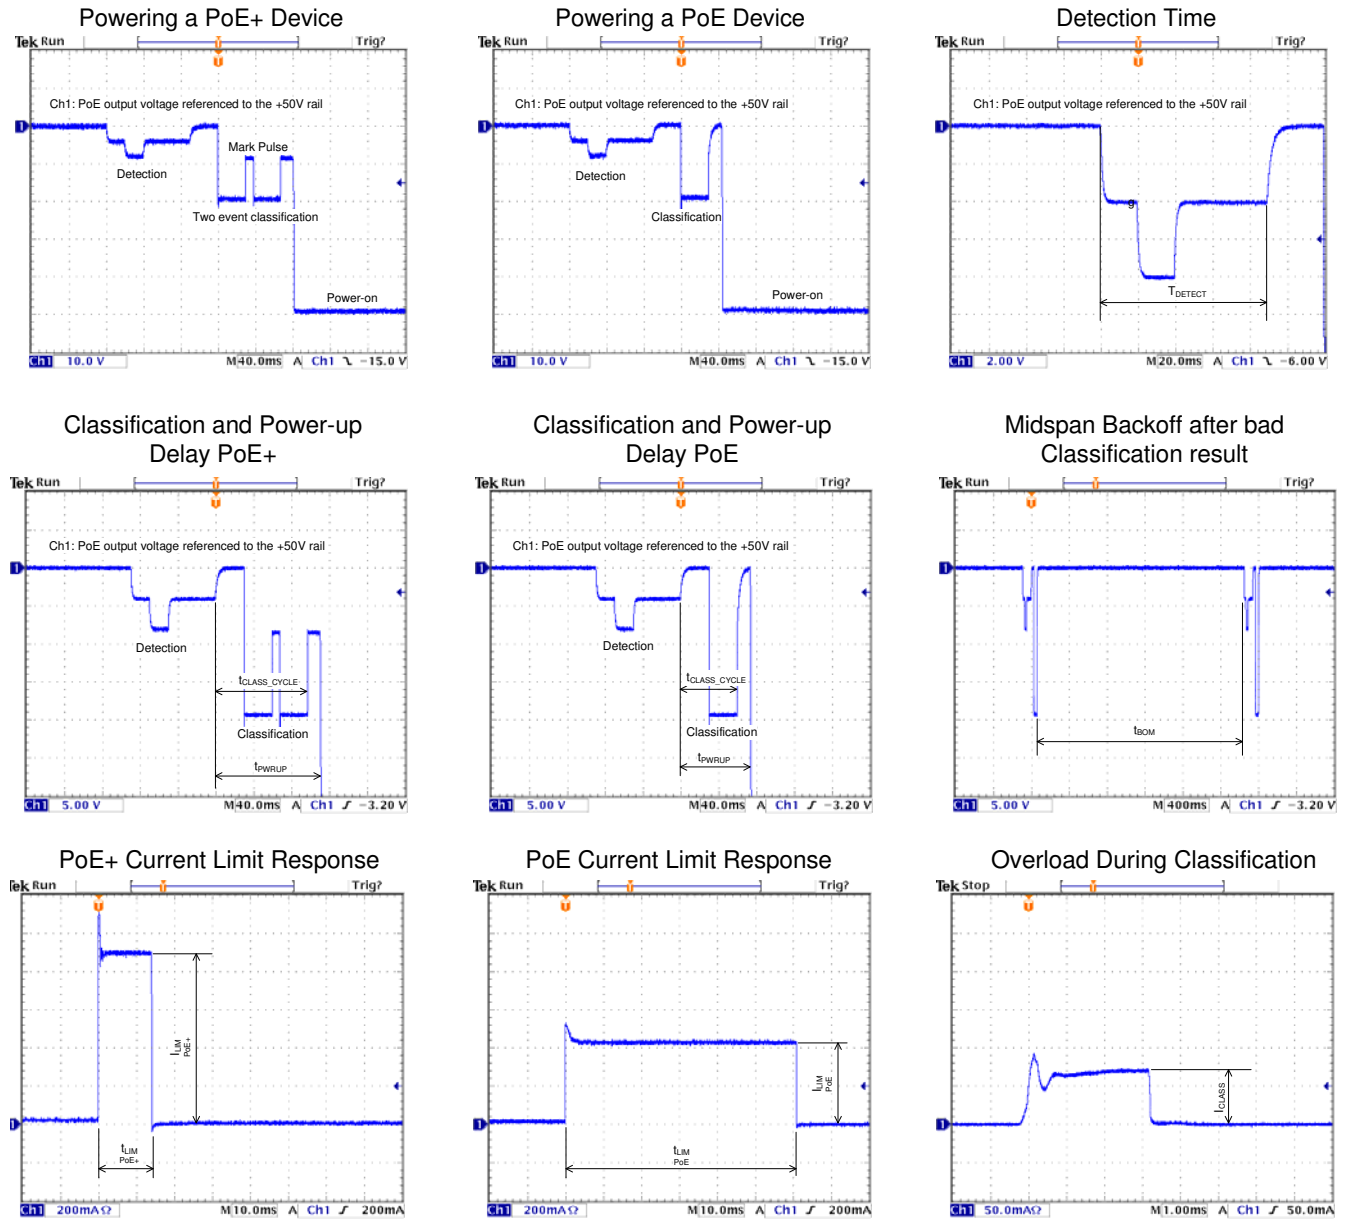 Powering a PoE+ Device
Tek Run
Trig?
T
Ch1: PoE output voltage referenced to the +50V rail
1
Mark Pulse
Detection
Two event classification
Power-on
Ch1 10.0 V M 40.0ms A Ch1 -15.0 V
Powering a PoE Device
Tek Run
Trig?
T
Ch1: PoE output voltage referenced to the +50V rail
1
Detection
Classification
Power-on
Ch1 10.0 V M 40.0ms A Ch1 -15.0 V
Detection Time
Tek Run
Trig?
T
Ch1: PoE output voltage referenced to the +50V rail
1
g
TDETECT
Ch1 2.00 V M 20.0ms A Ch1 -6.00 V
Classification and Power-up
Delay PoE+
Tek Run
Trig?
T
Ch1: PoE output voltage referenced to the +50V rail
1
Detection
tCLASS_CYCLE
Classification
tPWRUP
Ch1 5.00 V M 40.0ms A Ch1 -3.20 V
Classification and Power-up
Delay PoE
Tek Run
Trig?
T
Ch1: PoE output voltage referenced to the +50V rail
1
Detection
tCLASS_CYCLE
Classification
tPWRUP
Ch1 5.00 V M 40.0ms A Ch1 -3.20 V
Midspan Backoff after bad
Classification result
Tek Run
Trig?
T
1
tBOM
Ch1 5.00 V M 400ms A Ch1 -3.20 V
PoE+ Current Limit Response
Tek Run
Trig?
T
ILIM
PoE+
1
tLIM
PoE+
Ch1 200mAΩ M 10.0ms A Ch1 200mA
PoE Current Limit Response
Tek Run
Trig?
T
ILIM
PoE
1
tLIM
PoE
Ch1 200mAΩ M 10.0ms A Ch1 200mA
Overload During Classification
Tek Stop
T
ICLASS
1
Ch1 50.0mAΩ M 1.00ms A Ch1 50.0mA